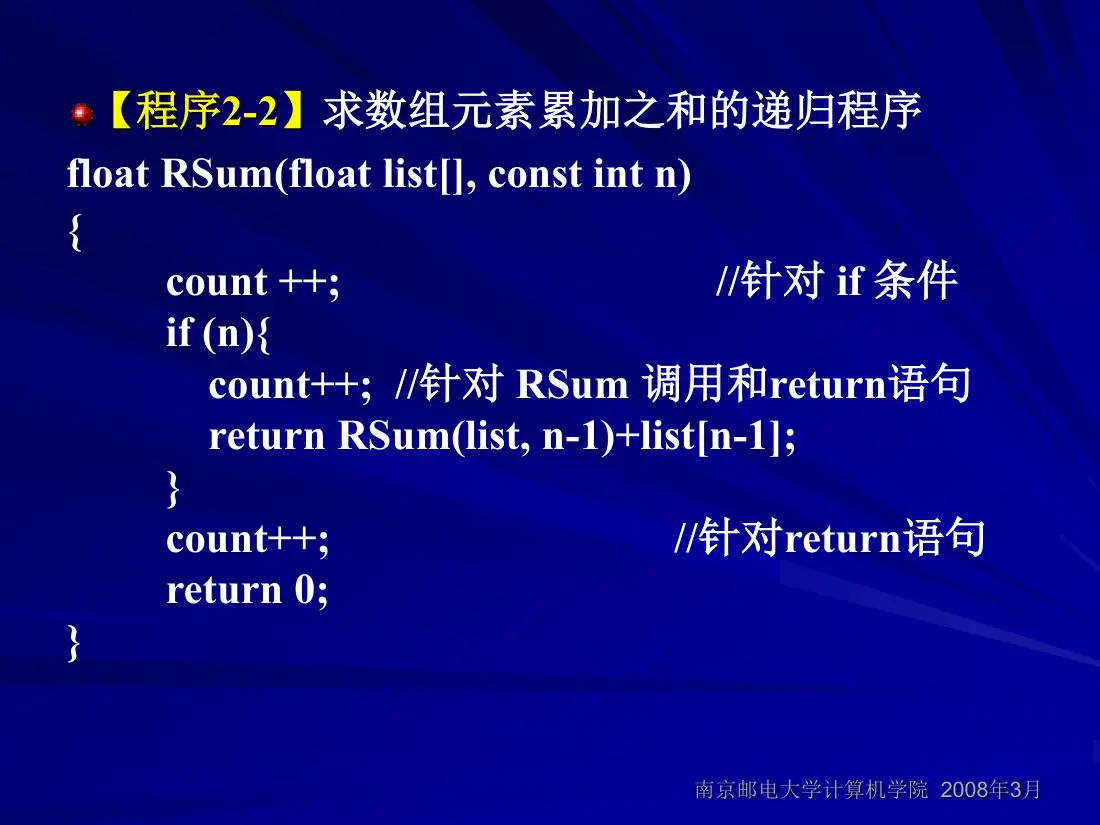 【程序2-2】求数组元素累加之和的递归程序
float RSum(float list[], const int n)
{
count ++; //针对 if 条件
if (n){
count++; //针对 RSum 调用和return语句
return RSum(list, n-1)+list[n-1];
}
count++; //针对return语句
return 0;
}
南京邮电大学计算机学院 2008年3月